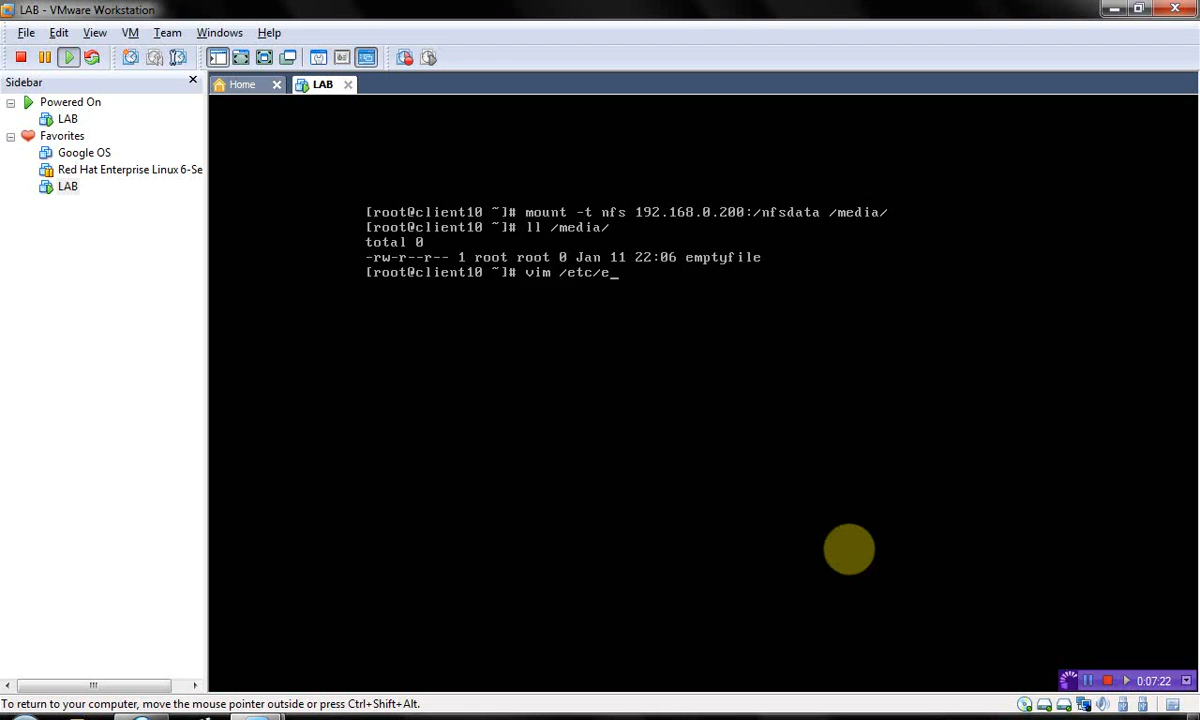 LAB - VMware Workstation
File Edit View VM Team Windows Help
Sidebar
Home
LAB
Powered On
LAB
Favorites
Google OS
Red Hat Enterprise Linux 6-Se
LAB
[root@client10 ~]# mount -t nfs 192.168.0.200:/nfsdata /media/
[root@client10 ~]# ll /media/
total 0
-rw-r--r-- 1 root root 0 Jan 11 22:06 emptyfile
[root@client10 ~]# vim /etc/e_
0:07:22
To return to your computer, move the mouse pointer outside or press Ctrl+Shift+Alt.